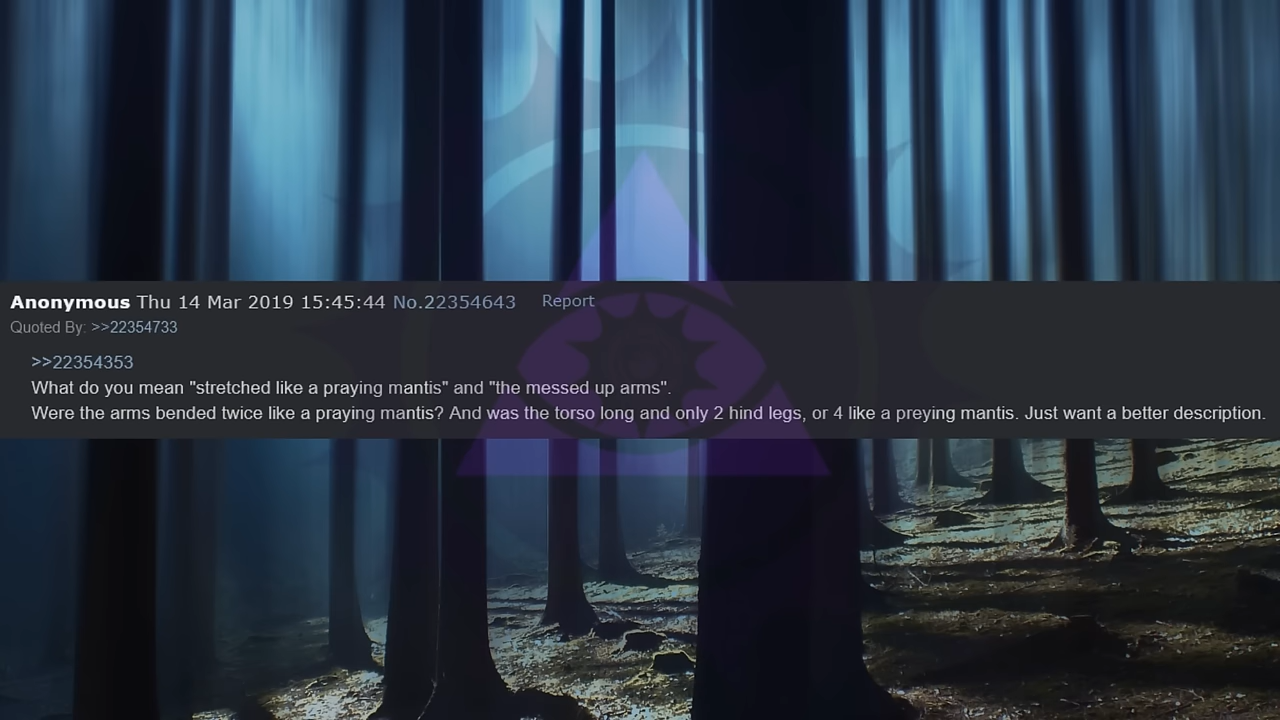 Anonymous Thu 14 Mar 2019 15:45:44 No.22354643 Report
Quoted By: >>22354733
>>22354353
What do you mean "stretched like a praying mantis" and "the messed up arms".
Were the arms bended twice like a praying mantis? And was the torso long and only 2 hind legs, or 4 like a preying mantis. Just want a better description.